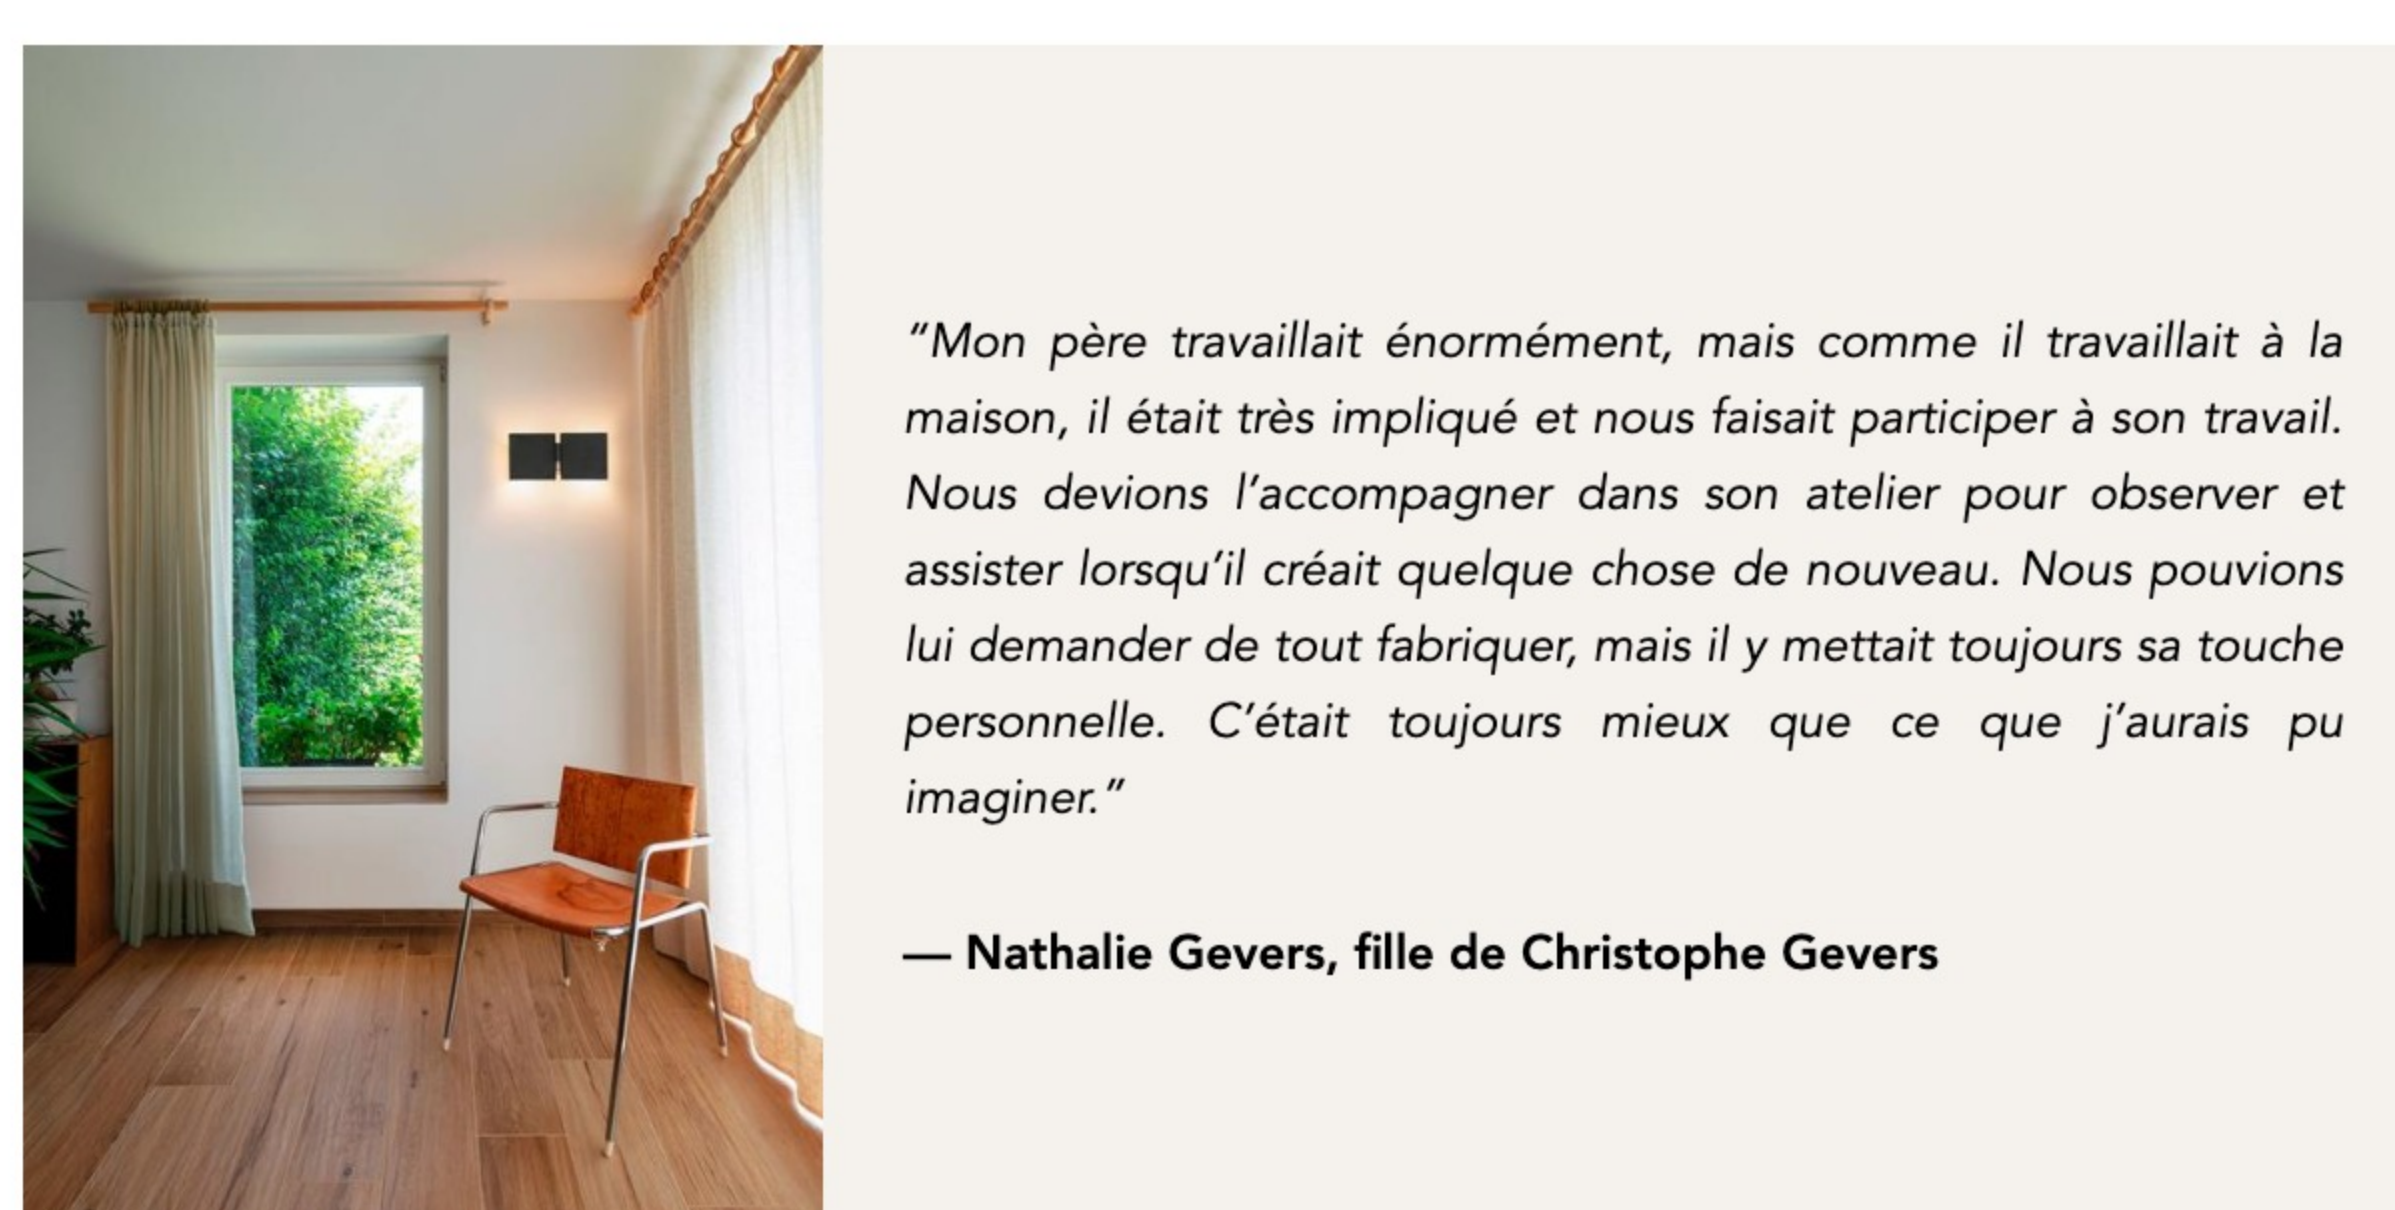 “Mon père travaillait énormément, mais comme il travaillait à la
maison, il était très impliqué et nous faisait participer à son travail.
Nous devions l’accompagner dans son atelier pour observer et
assister lorsqu’il créait quelque chose de nouveau. Nous pouvions
lui demander de tout fabriquer, mais il y mettait toujours sa touche
personnelle. C’était toujours mieux que ce que j’aurais pu
imaginer.”
— Nathalie Gevers, fille de Christophe Gevers